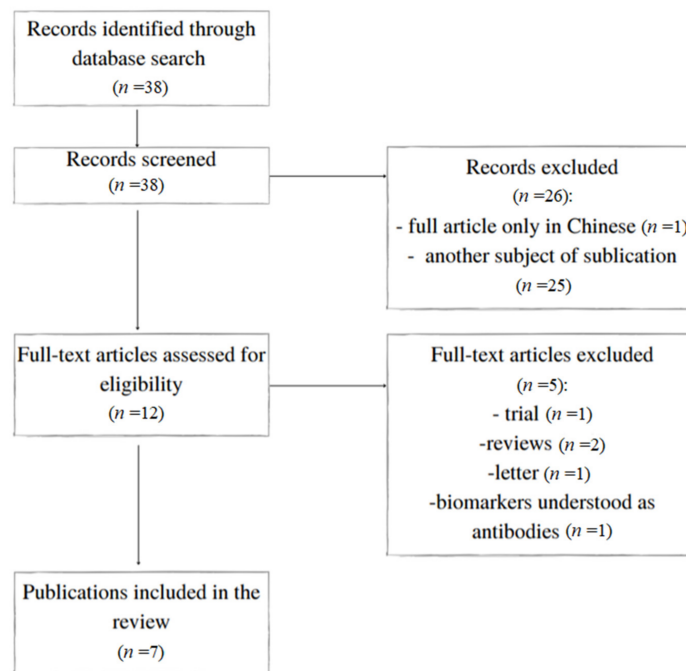 Records identified through
database search
(n =38)
Records screened
(n =38)
Records excluded
(n =26):
- full article only in Chinese (n =1)
- another subject of sublication
(n =25)
Full-text articles assessed for
eligibility
(n =12)
Full-text articles excluded
(n =5):
- trial (n =1)
-reviews (n =2)
-letter (n =1)
-biomarkers understood as
antibodies (n =1)
Publications included in the
review
(n =7)